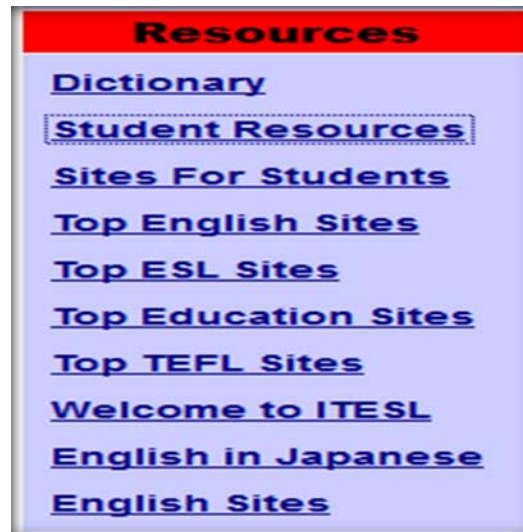 Resources
Dictionary
Student Resources
Sites For Students
Top English Sites
Top ESL Sites
Top Education Sites
Top TEFL Sites
Welcome to ITESL
English in Japanese
English Sites